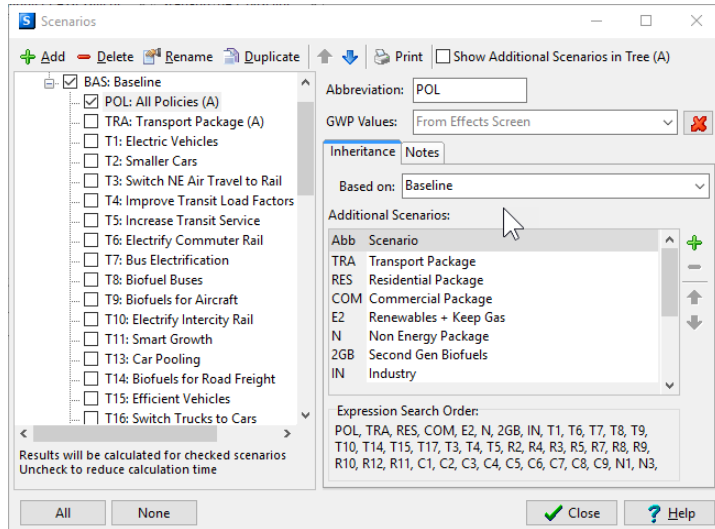 Scenarios
Add Delete Rename Duplicate Print Show Additional Scenarios in Tree (A)
BAS: Baseline
POL: All Policies (A)
TRA: Transport Package (A)
T1: Electric Vehicles
T2: Smaller Cars
T3: Switch NE Air Travel to Rail
T4: Improve Transit Load Factors
T5: Increase Transit Service
T6: Electrify Commuter Rail
T7: Bus Electrification
T8: Biofuel Buses
T9: Biofuels for Aircraft
T10: Electrify Intercity Rail
T11: Smart Growth
T13: Car Pooling
T14: Biofuels for Road Freight
T15: Efficient Vehicles
T16: Switch Trucks to Cars
Results will be calculated for checked scenarios
Uncheck to reduce calculation time
All None
Abbreviation: POL
GWP Values: From Effects Screen
Inheritance Notes
Based on: Baseline
Additional Scenarios:
Abb Scenario
TRA Transport Package
RES Residential Package
COM Commercial Package
E2 Renewables + Keep Gas
N Non Energy Package
2GB Second Gen Biofuels
IN Industry
Expression Search Order:
POL, TRA, RES, COM, E2, N, 2GB, IN, T1, T6, T7, T8, T9,
T10, T14, T15, T17, T3, T4, T5, R2, R4, R3, R5, R7, R8, R9,
R10, R12, R11, C1, C2, C3, C4, C5, C6, C7, C8, C9, N1, N3,
Close Help